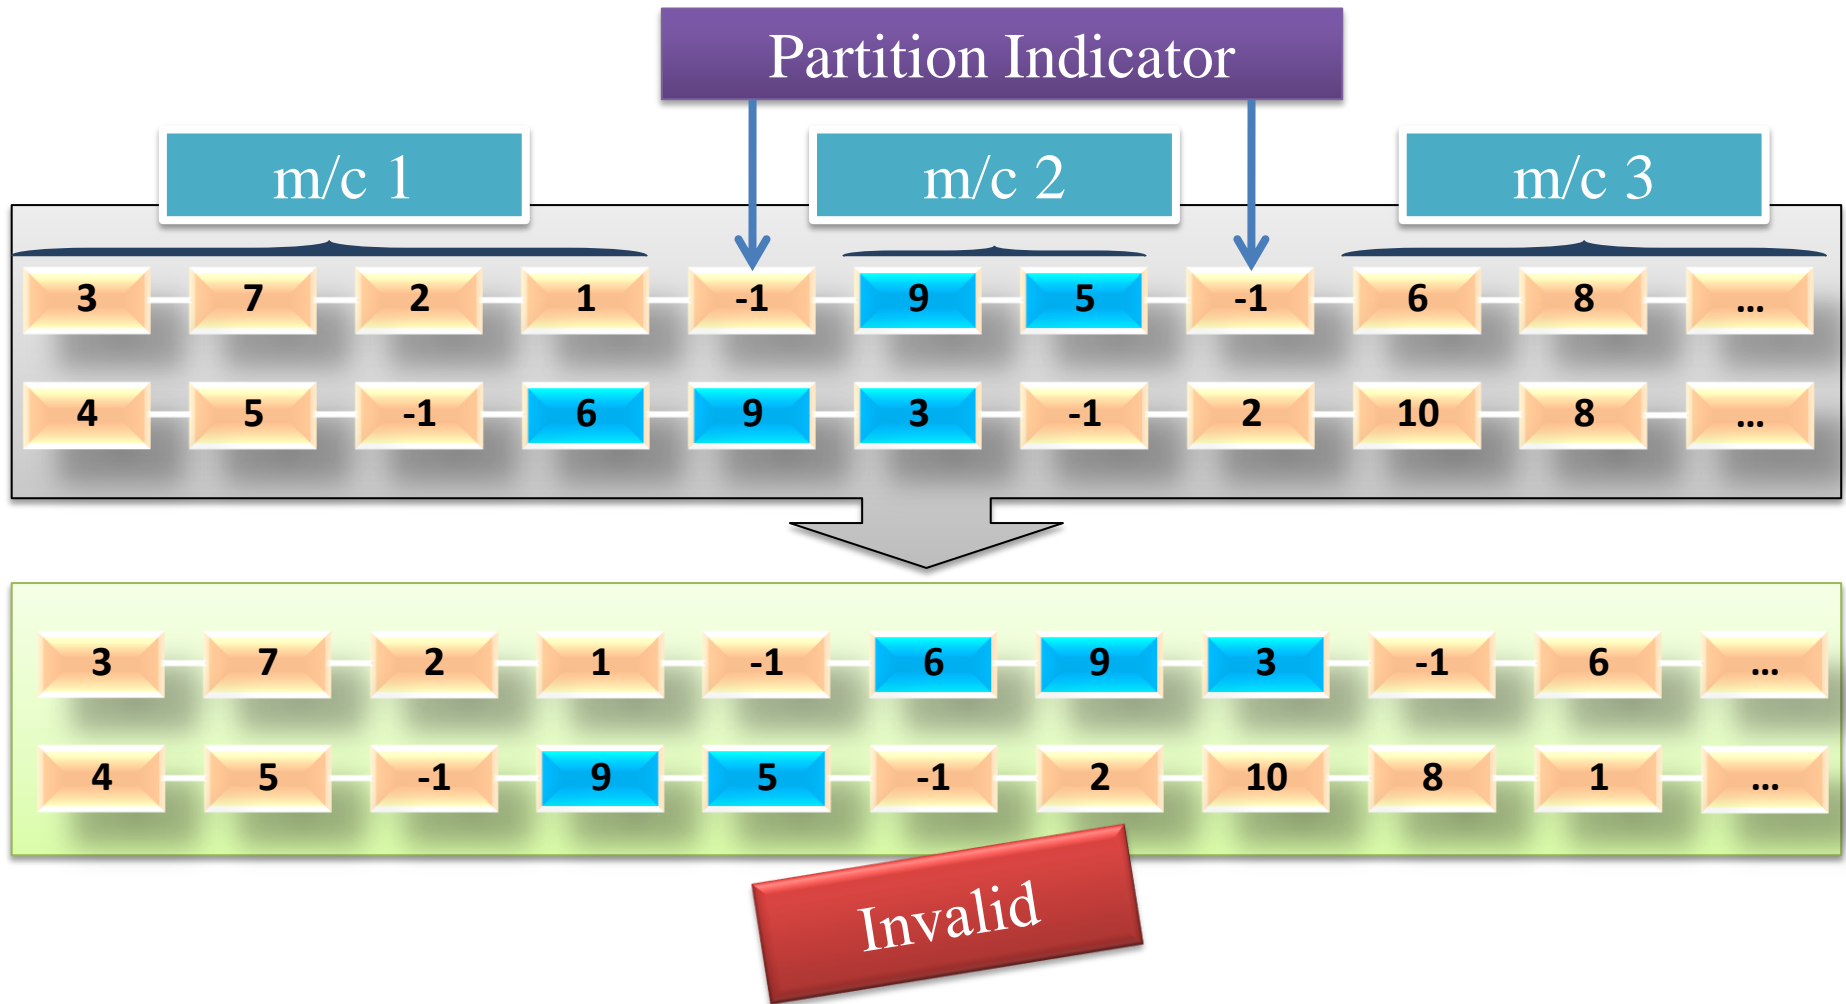 Partition Indicator
m/c 1 m/c 2 m/c 3
3 7 2 1 -1 9 5 -1 6 8 ...
4 5 -1 6 9 3 -1 2 10 8 ...
3 7 2 1 -1 6 9 3 -1 6 ...
4 5 -1 9 5 -1 2 10 8 1 ...
Invalid